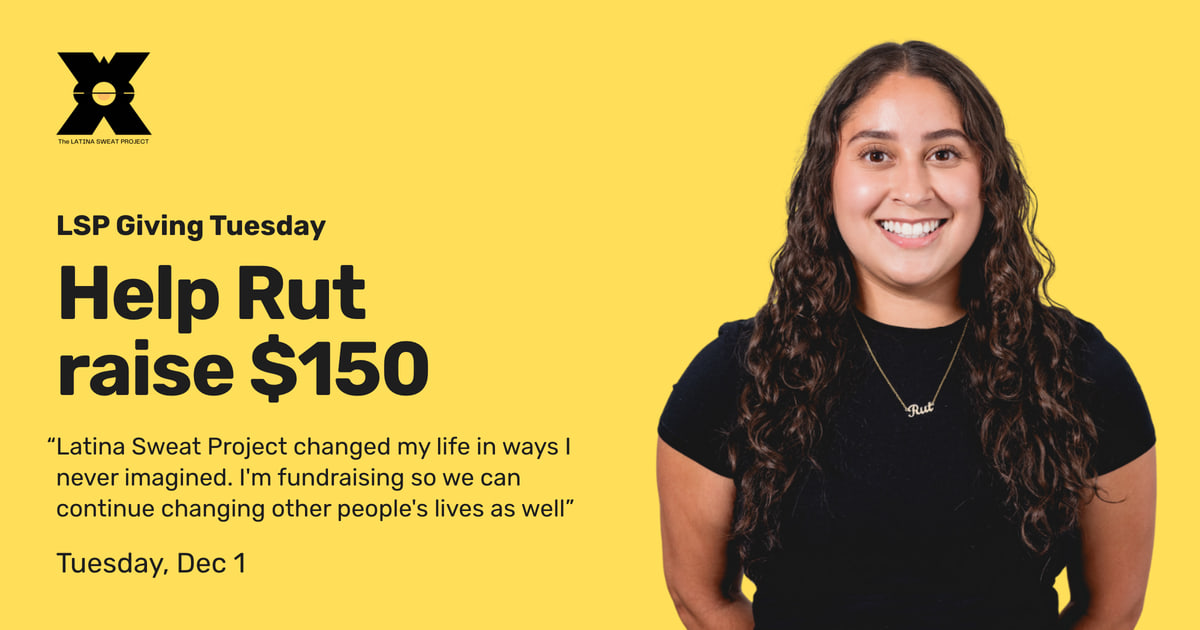 The LATINA SWEAT PROJECT
LSP Giving Tuesday
Help Rut
raise $150
“Latina Sweat Project changed my life in ways I
never imagined. I'm fundraising so we can
continue changing other people's lives as well”
Tuesday, Dec 1
Rut